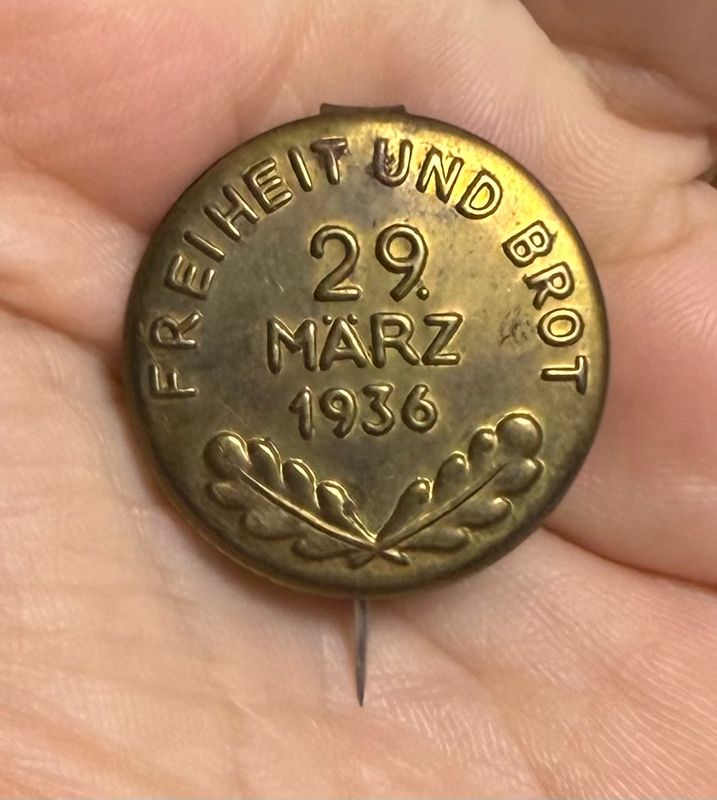 FREIHEIT UND BROT
29.
MÄRZ
1936